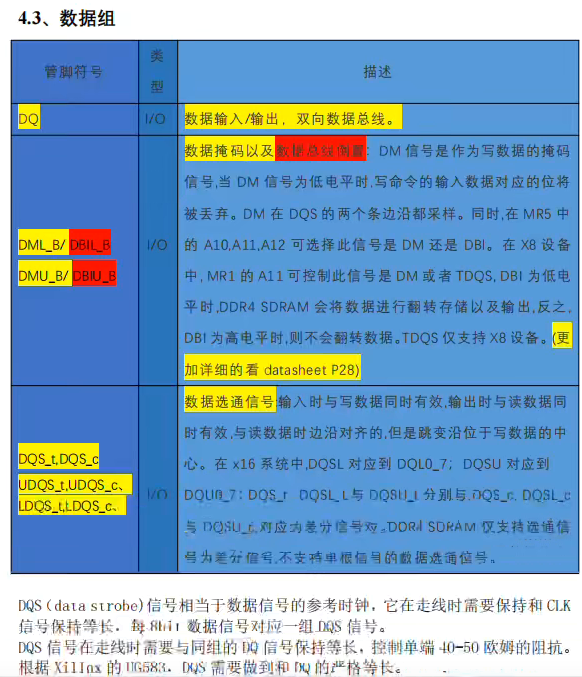 4.3、数据组
管脚符号
类型
描述
DQ
I/O
数据输入/输出，双向数据总线。
DML_B/ DBIL_B
DMU_B/ DBIU_B
I/O
数据掩码以及数据总线倒置：DM 信号是作为写数据的掩码
信号,当 DM 信号为低电平时,写命令的输入数据对应的位将
被丢弃。DM 在 DQS 的两个条边沿都采样。同时,在 MR5 中
的 A10,A11,A12 可选择此信号是 DM 还是 DBI。在 X8 设备
中, MR1 的 A11 可控制此信号是 DM 或者 TDQS, DBI 为低电
平时,DDR4 SDRAM 会将数据进行翻转存储以及输出,反之,
DBI 为高电平时,则不会翻转数据。TDQS 仅支持 X8 设备。(更
加详细的看 datasheet P28)
DQS_t,DQS_c
UDQS_t,UDQS_c、
LDQS_t,LDQS_c、
I/O
数据选通信号:输入时与写数据同时有效,输出时与读数据同
时有效,与读数据时边沿对齐的,但是跳变沿位于写数据的中
心。在 x16 系统中,DQSL 对应到 DQL0_7；DQSU 对应到
DQU0_7；DQS_t DQSL_t 与 DQSU_t 分别与 DQS_c, DQSL_c
与 DQSU_c 对应为差分信号对。DDR4 SDRAM 仅支持选通信
号为差分信号,不支持单根信号的数据选通信号。
DQS（data strobe)信号相当于数据信号的参考时钟，它在走线时需要保持和 CLK
信号保持等长，每 8bit 数据信号对应一组 DQS 信号。
DQS 信号在走线时需要与同组的 DQ 信号保持等长，控制单端 40-50 欧姆的阻抗。
根据 Xilinx 的 UG583，DQS 需要做到和 DQ 的严格等长。